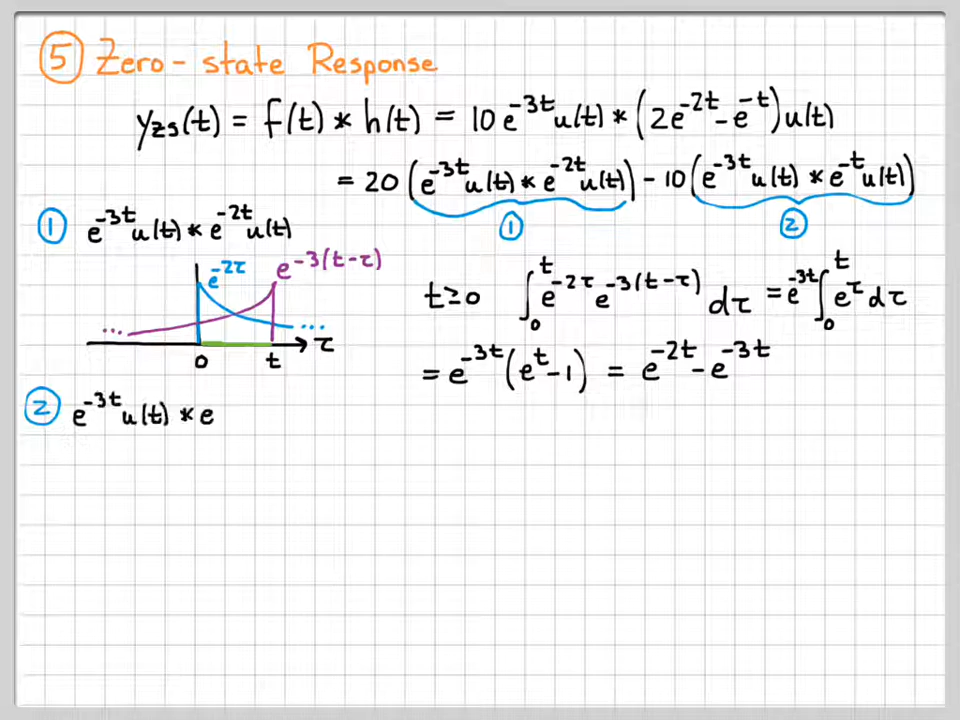 ⑤ Zero-state Response
yzs(t) = f(t) * h(t) = 10e^-3t u(t) * (2e^-2t - e^-t)u(t)
= 20(e^-3t u(t) * e^-2t u(t)) - 10(e^-3t u(t) * e^-t u(t))
① ②
① e^-3t u(t) * e^-2t u(t)
e^-2τ e^-3(t-τ)
... ...
0 t τ
t≥0 ∫_0^t e^-2τ e^-3(t-τ) dτ = e^-3t ∫_0^t e^τ dτ
= e^-3t (e^t - 1) = e^-2t - e^-3t
② e^-3t u(t) * e